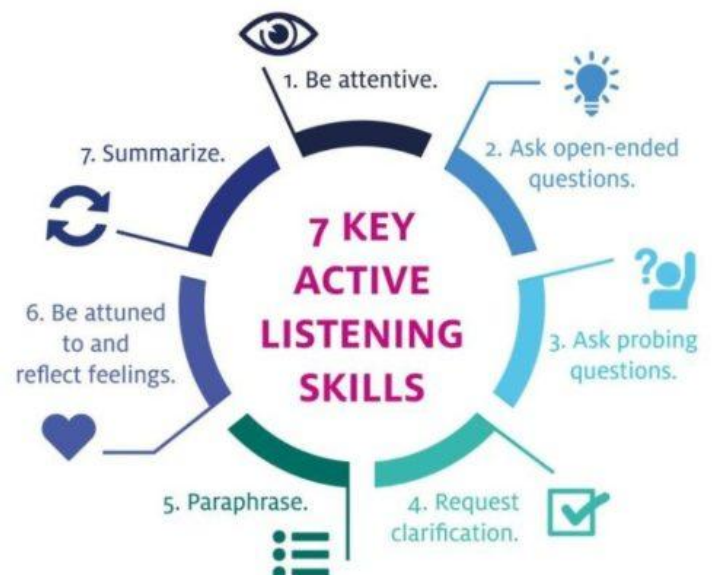 7 KEY
ACTIVE
LISTENING
SKILLS
1. Be attentive.
2. Ask open-ended
questions.
3. Ask probing
questions.
4. Request
clarification.
5. Paraphrase.
6. Be attuned
to and
reflect feelings.
7. Summarize.